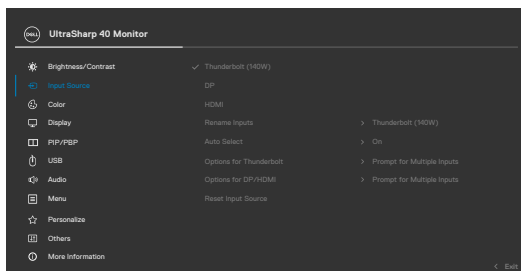 DELL UltraSharp 40 Monitor
Brightness/Contrast
Input Source
Color
Display
PIP/PBP
USB
Audio
Menu
Personalize
Others
More Information
Thunderbolt (140W)
DP
HDMI
Rename Inputs > Thunderbolt (140W)
Auto Select > On
Options for Thunderbolt > Prompt for Multiple Inputs
Options for DP/HDMI > Prompt for Multiple Inputs
Reset Input Source
< Exit